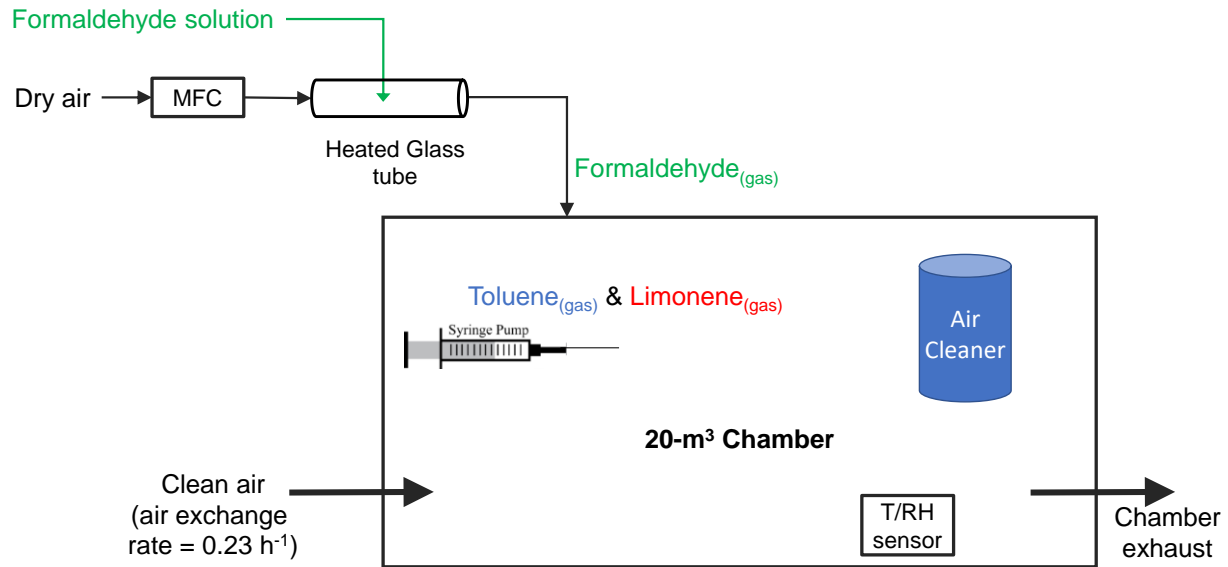 Formaldehyde solution
Dry air
MFC
Heated Glass
tube
Formaldehyde(gas)
Toluene(gas) & Limonene(gas)
Syringe Pump
Air
Cleaner
20-m³ Chamber
Clean air
(air exchange
rate = 0.23 h⁻¹)
T/RH
sensor
Chamber
exhaust